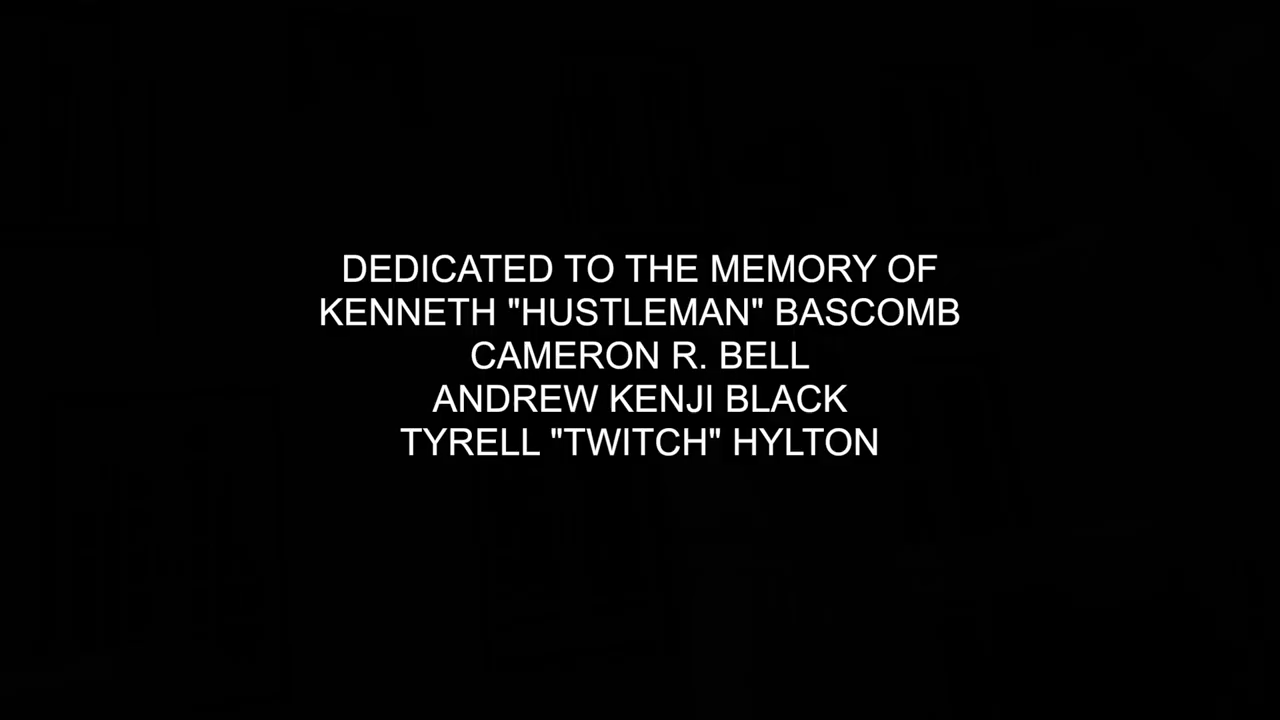 DEDICATED TO THE MEMORY OF
KENNETH "HUSTLEMAN" BASCOMB
CAMERON R. BELL
ANDREW KENJI BLACK
TYRELL "TWITCH" HYLTON